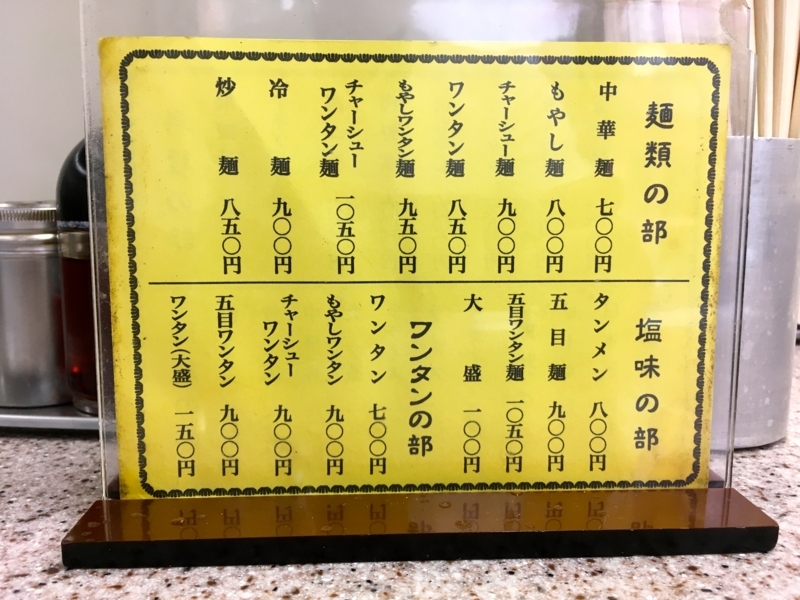 麺類の部
中華麺 七〇〇円
もやし麺 八〇〇円
チャーシュー麺 九〇〇円
ワンタン麺 八五〇円
もやしワンタン麺 九五〇円
チャーシュー
ワンタン麺 一〇五〇円
冷麺 九〇〇円
炒麺 八五〇円
塩味の部
タンメン 八〇〇円
五目麺 九〇〇円
五目ワンタン麺 一〇五〇円
大盛 一〇〇円
ワンタンの部
ワンタン 七〇〇円
もやしワンタン 九〇〇円
チャーシュー
ワンタン 九〇〇円
五目ワンタン 九〇〇円
ワンタン(大盛) 一五〇円